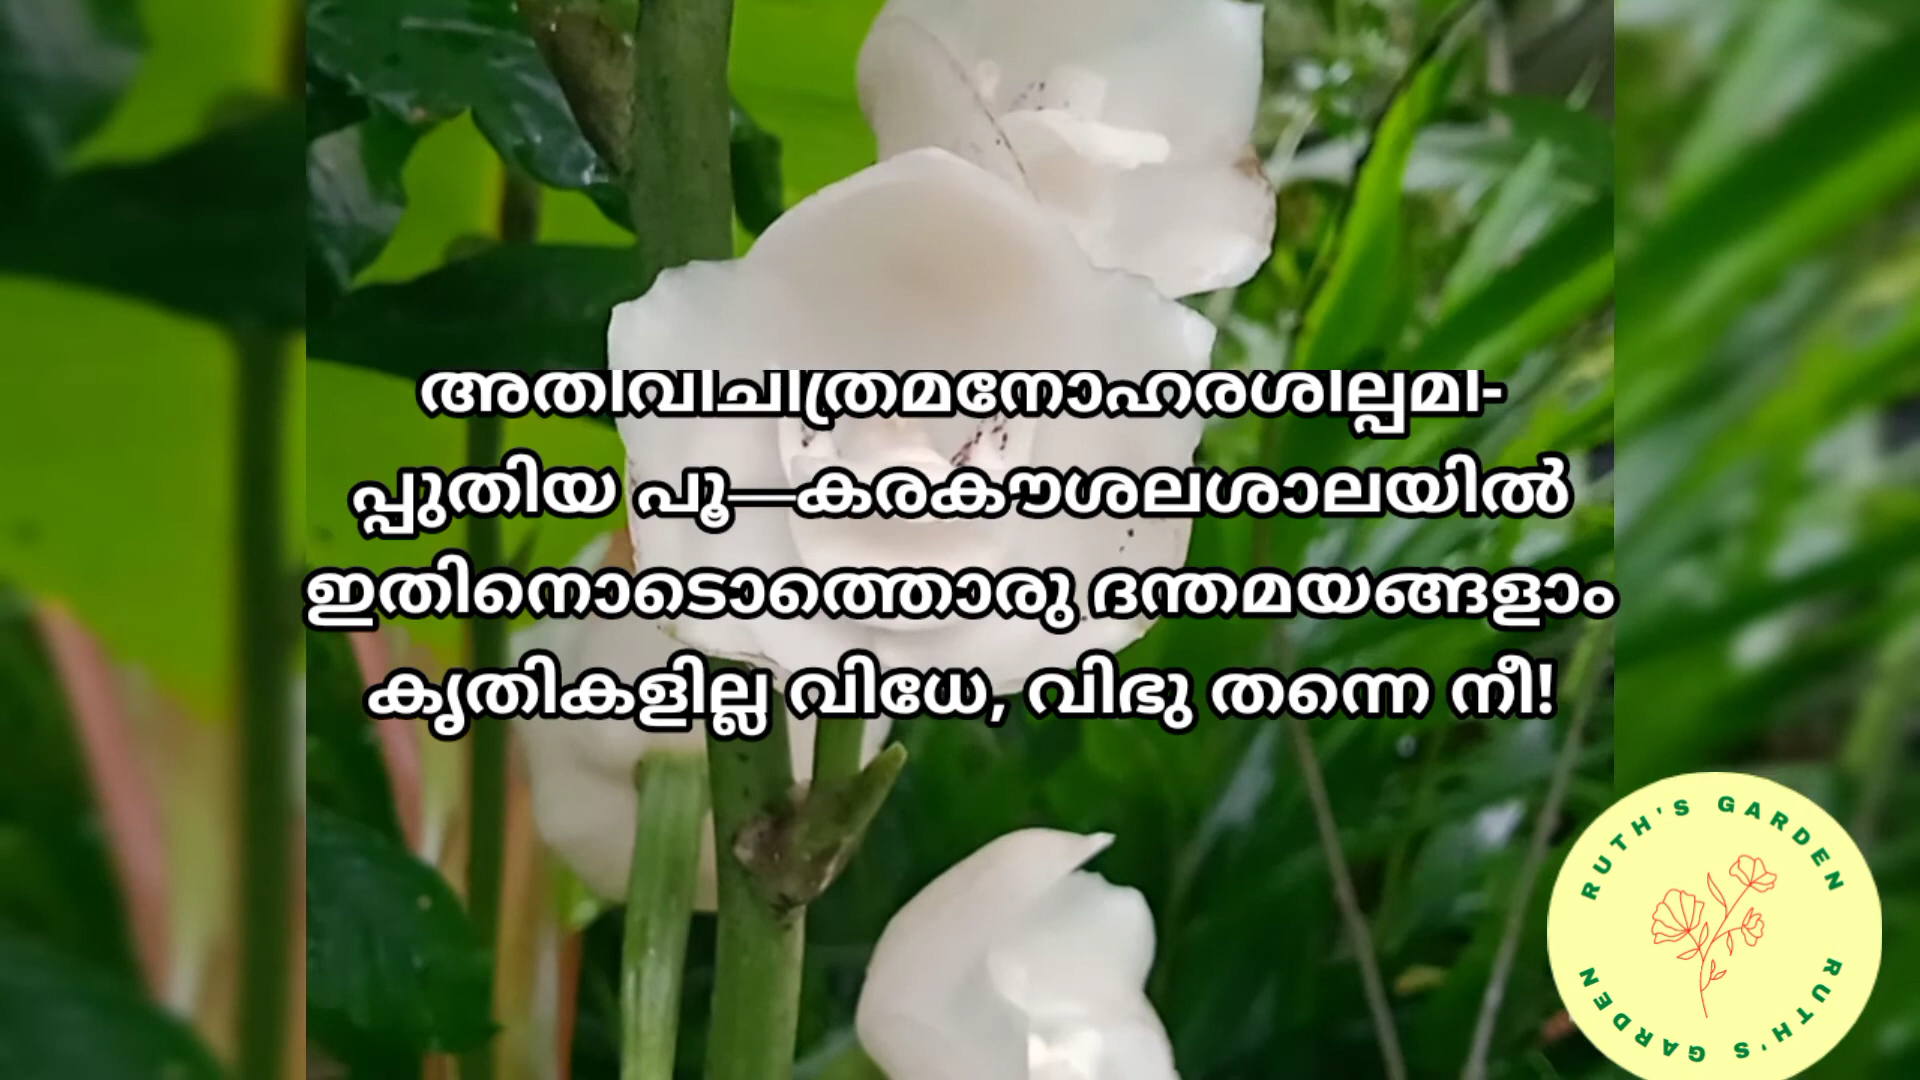 അതിവിചിത്രമനോഹരശില്പമി-
പ്പുതിയ പൂ—കരകൗശലശാലയിൽ
ഇതിനൊടൊത്തൊരു ദന്തമയങ്ങളാം
കൃതികളില്ല വിധേ, വിഭു തന്നെ നീ!
RUTH'S GARDEN
RUTH'S GARDEN